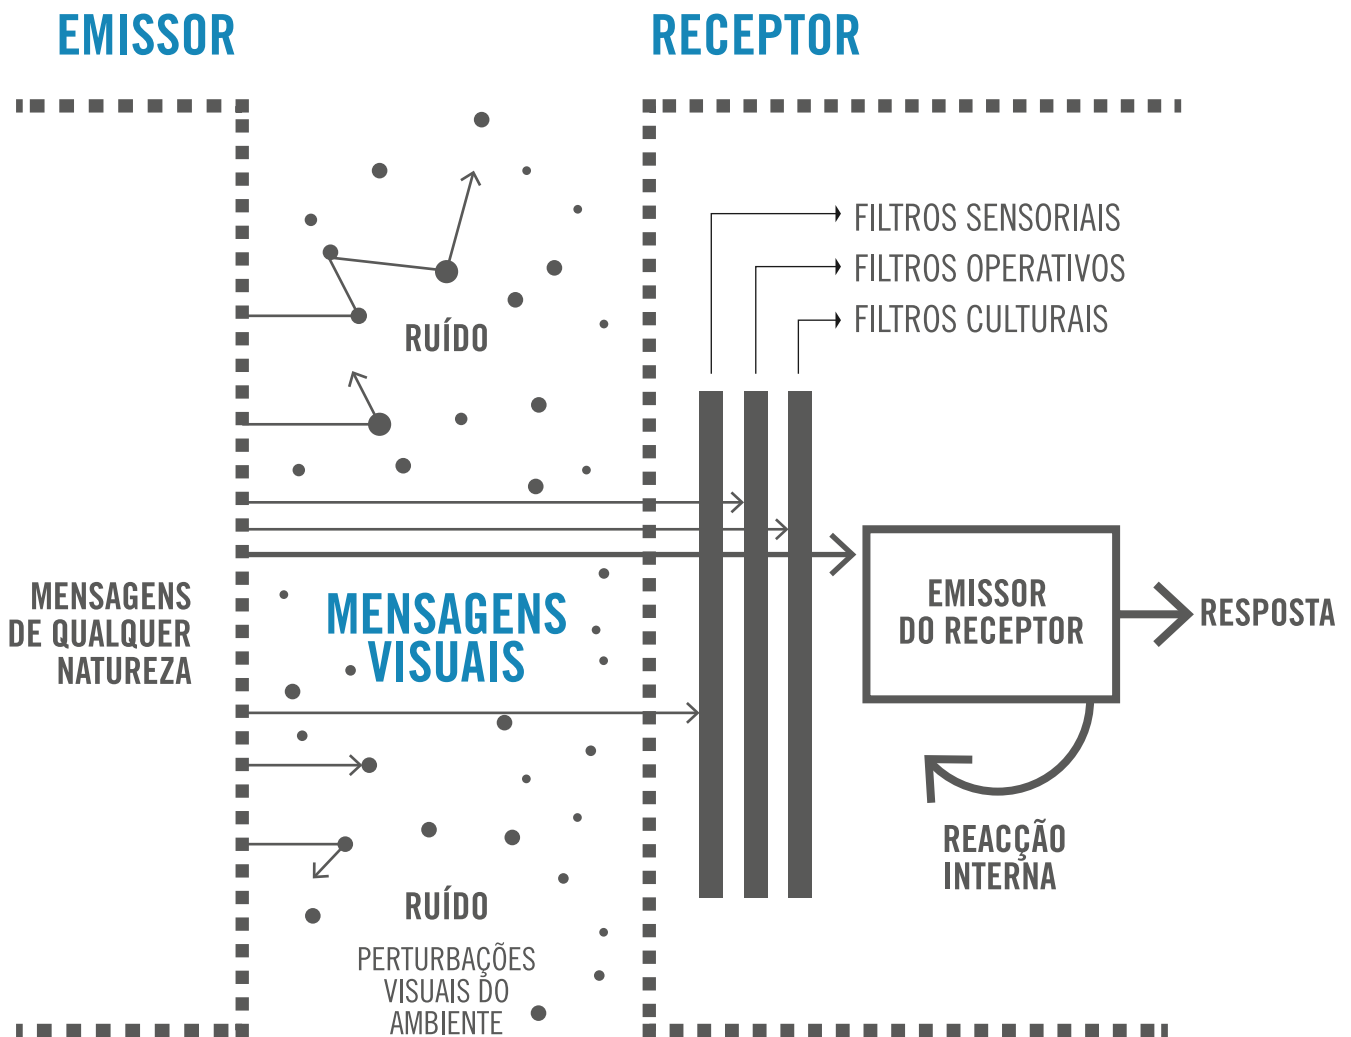 EMISSOR
RECEPTOR
FILTROS SENSORIAIS
FILTROS OPERATIVOS
FILTROS CULTURAIS
RUÍDO
MENSAGENS
DE QUALQUER
NATUREZA
MENSAGENS
VISUAIS
EMISSOR
DO RECEPTOR
RESPOSTA
REACÇÃO
INTERNA
RUÍDO
PERTURBAÇÕES
VISUAIS DO
AMBIENTE